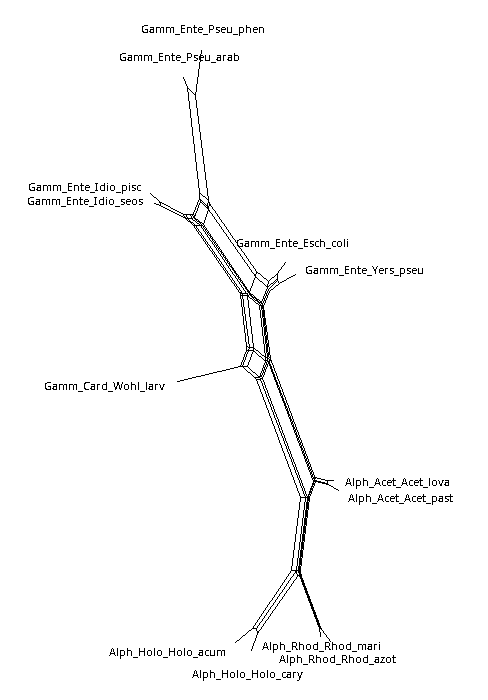 Gamm_Ente_Pseu_phen
Gamm_Ente_Pseu_arab
Gamm_Ente_Idio_pisc
Gamm_Ente_Idio_seos
Gamm_Ente_Esch_coli
Gamm_Ente_Yers_pseu
Gamm_Card_Wohl_larv
Alph_Acet_Acet_lova
Alph_Acet_Acet_past
Alph_Rhod_Rhod_mari
Alph_Holo_Holo_acum
Alph_Rhod_Rhod_azot
Alph_Holo_Holo_cary